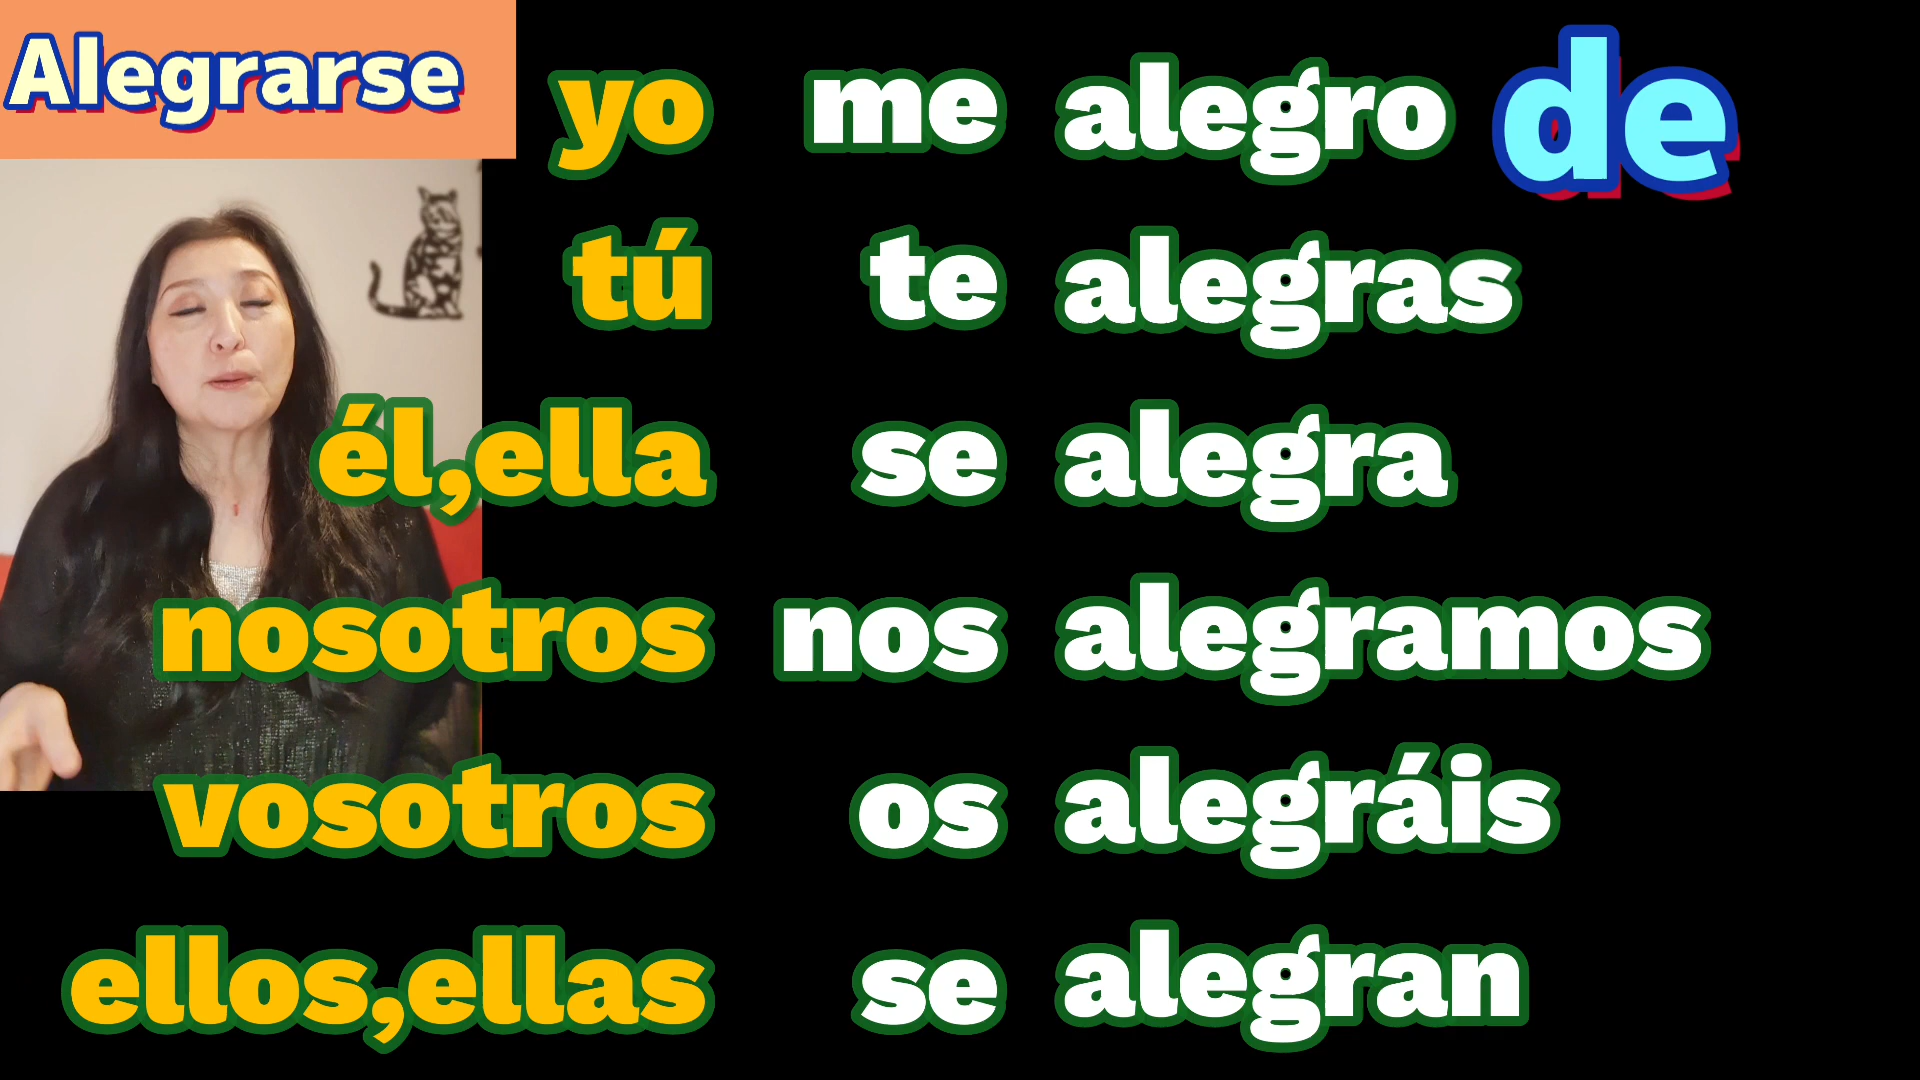 Alegrarse
yo me alegro de
tú te alegras
él,ella se alegra
nosotros nos alegramos
vosotros os alegráis
ellos,ellas se alegran